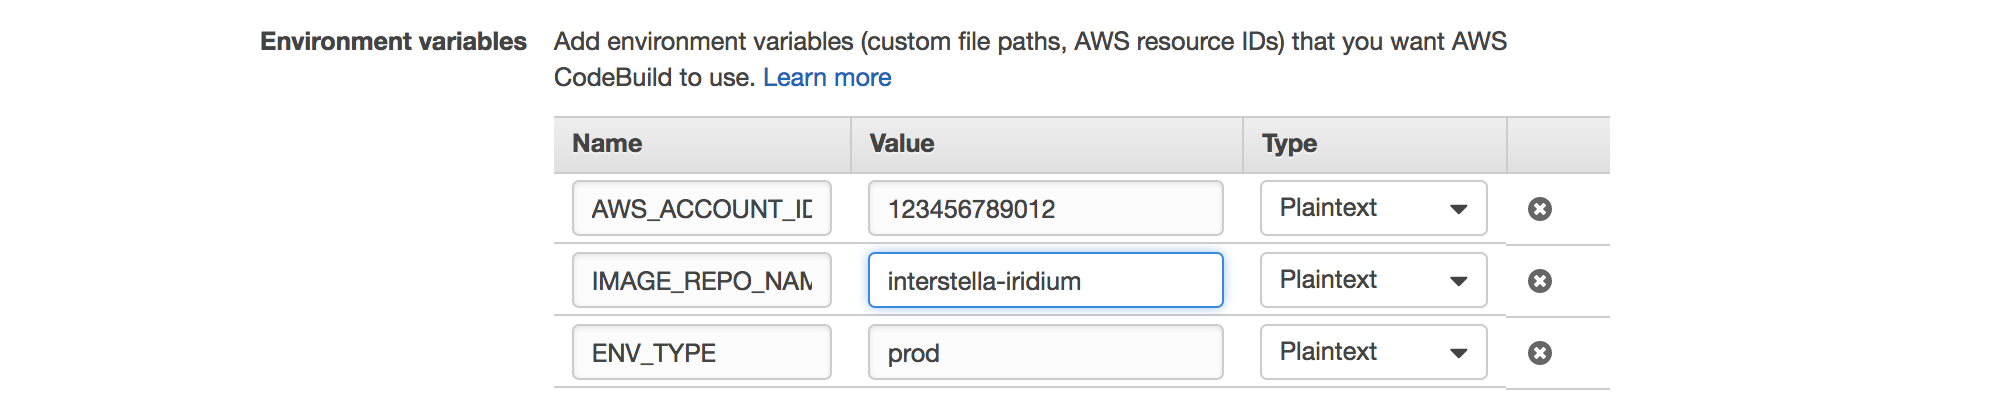 Environment variables Add environment variables (custom file paths, AWS resource IDs) that you want AWS
CodeBuild to use. Learn more
Name Value Type
AWS_ACCOUNT_ID 123456789012 Plaintext
IMAGE_REPO_NAM interstella-iridium Plaintext
ENV_TYPE prod Plaintext